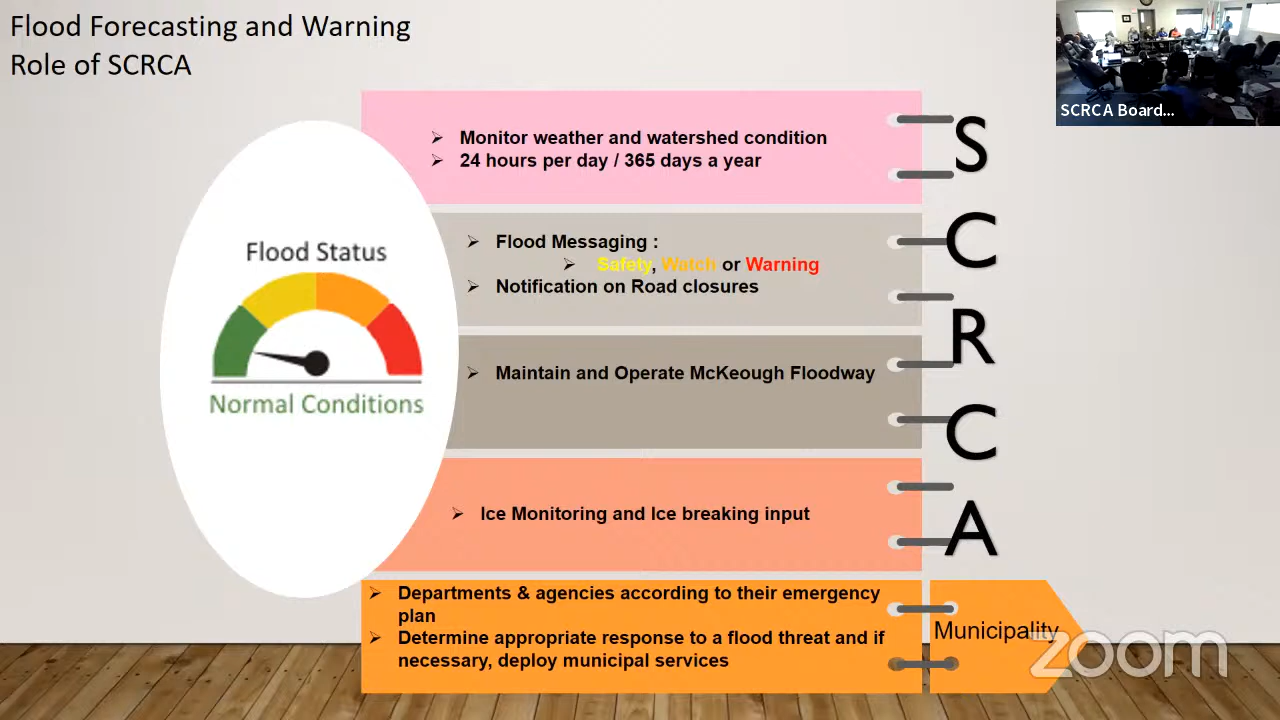 Flood Forecasting and Warning
Role of SCRCA
SCRCA Board...
Monitor weather and watershed condition
24 hours per day / 365 days a year
Flood Messaging :
Safety, Watch or Warning
Notification on Road closures
Flood Status
Normal Conditions
Maintain and Operate McKeough Floodway
Ice Monitoring and Ice breaking input
S
C
R
C
A
Departments & agencies according to their emergency
plan
Determine appropriate response to a flood threat and if
necessary, deploy municipal services
Municipality
zoom